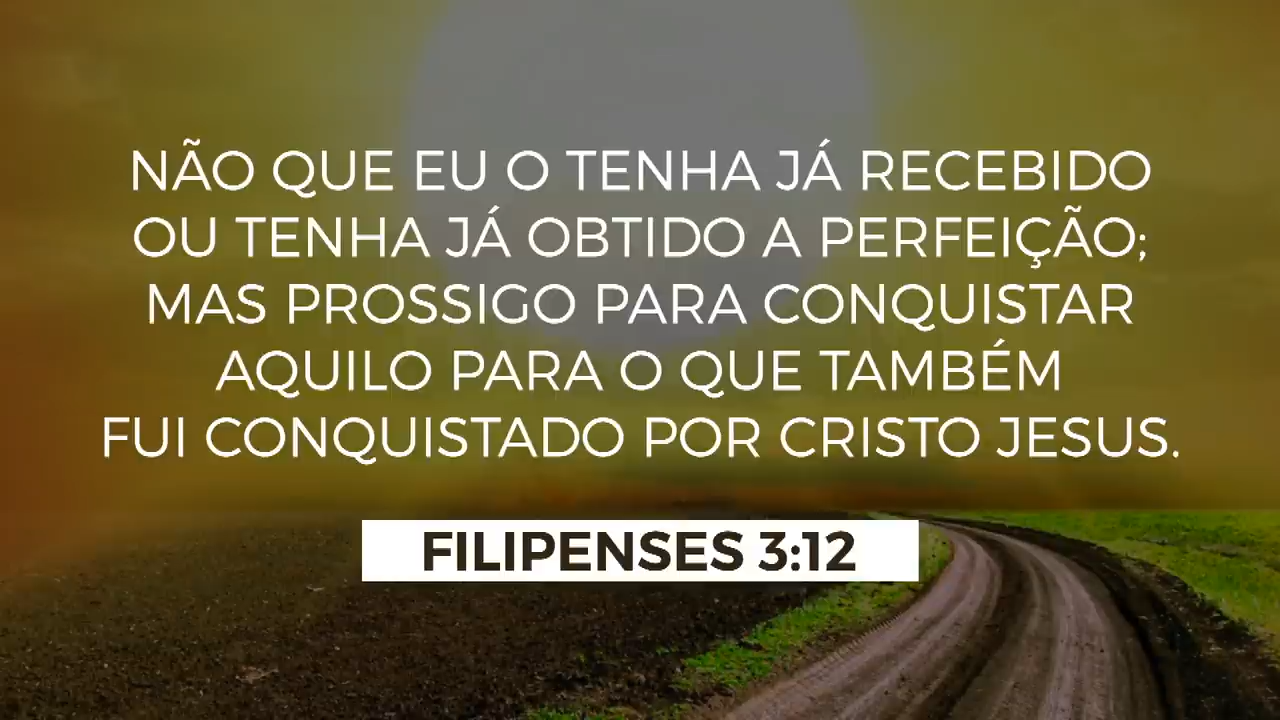 NÃO QUE EU O TENHA JÁ RECEBIDO
OU TENHA JÁ OBTIDO A PERFEIÇÃO;
MAS PROSSIGO PARA CONQUISTAR
AQUILO PARA O QUE TAMBÉM
FUI CONQUISTADO POR CRISTO JESUS.
FILIPENSES 3:12